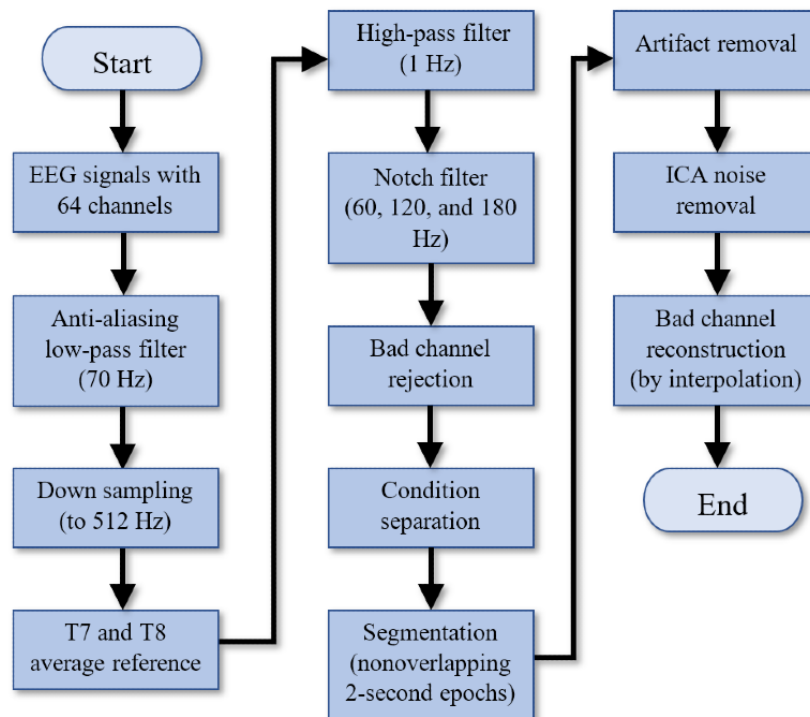 Start
EEG signals with
64 channels
Anti-aliasing
low-pass filter
(70 Hz)
Down sampling
(to 512 Hz)
T7 and T8
average reference
High-pass filter
(1 Hz)
Notch filter
(60, 120, and 180
Hz)
Bad channel
rejection
Condition
separation
Segmentation
(nonoverlapping
2-second epochs)
Artifact removal
ICA noise
removal
Bad channel
reconstruction
(by interpolation)
End